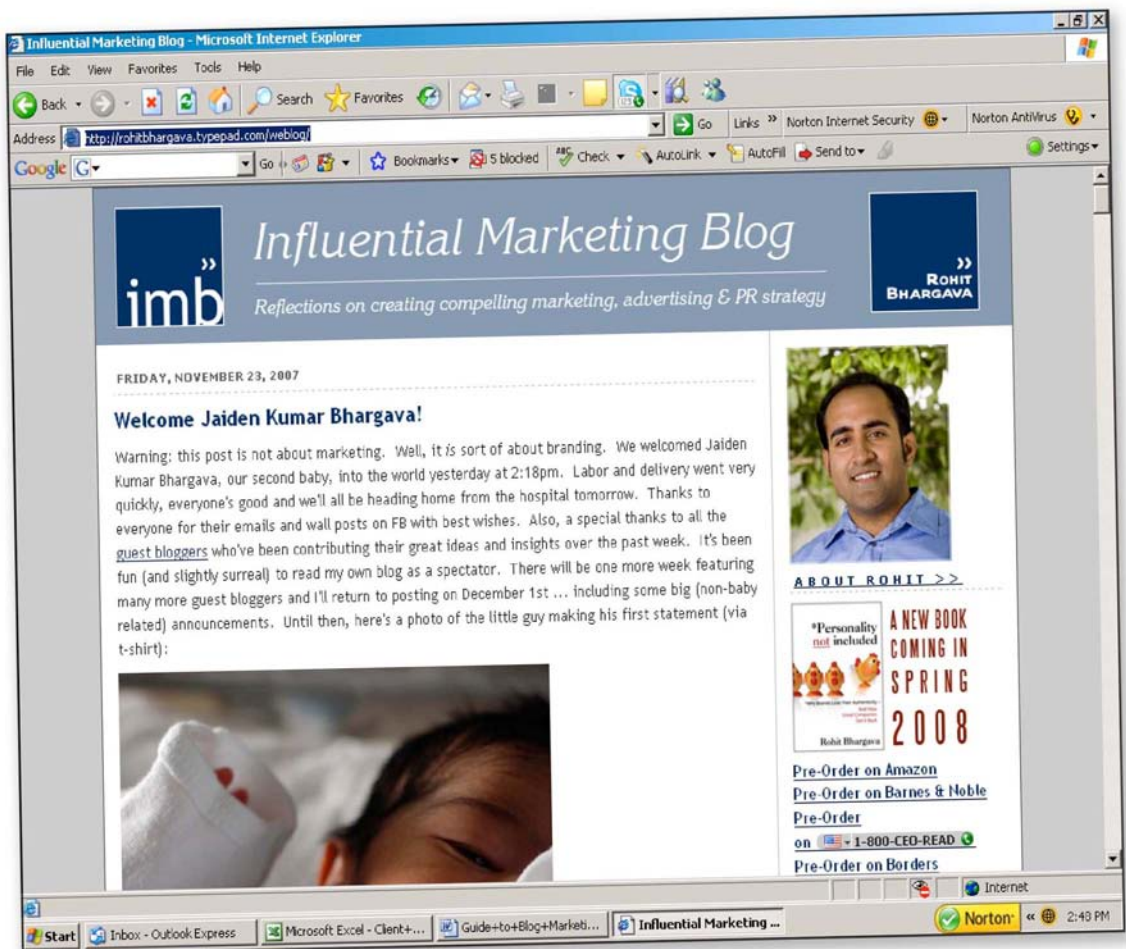 Influential Marketing Blog - Microsoft Internet Explorer
File Edit View Favorites Tools Help
Back Search Favorites
Address http://rohitbhargava.typepad.com/weblog/ Go Links » Norton Internet Security Norton AntiVirus
Google G Go Bookmarks 5 blocked ABC Check AutoLink AutoFill Send to Settings
imb
Influential Marketing Blog
Reflections on creating compelling marketing, advertising & PR strategy
›› ROHIT
BHARGAVA
FRIDAY, NOVEMBER 23, 2007
Welcome Jaiden Kumar Bhargava!
Warning: this post is not about marketing. Well, it is sort of about branding. We welcomed Jaiden
Kumar Bhargava, our second baby, into the world yesterday at 2:18pm. Labor and delivery went very
quickly, everyone's good and we'll all be heading home from the hospital tomorrow. Thanks to
everyone for their emails and wall posts on FB with best wishes. Also, a special thanks to all the
guest bloggers who've been contributing their great ideas and insights over the past week. It's been
fun (and slightly surreal) to read my own blog as a spectator. There will be one more week featuring
many more guest bloggers and I'll return to posting on December 1st ... including some big (non-baby
related) announcements. Until then, here's a photo of the little guy making his first statement (via
t-shirt):
ABOUT ROHIT >>
*Personality
not included
Rohit Bhargava
A NEW BOOK
COMING IN
SPRING
2008
Pre-Order on Amazon
Pre-Order on Barnes & Noble
Pre-Order
on 1-800-CEO-READ
Pre-Order on Borders
Internet
Start Inbox - Outlook Express Microsoft Excel - Client+... Guide+to+Blog+Marketi... Influential Marketing ... Norton « 2:48 PM